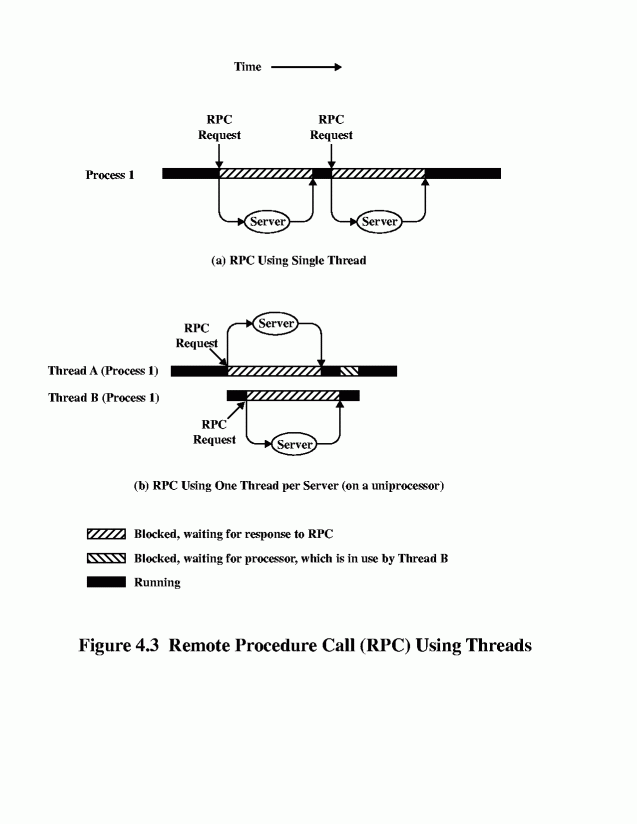 Time
RPC
Request
RPC
Request
Process 1
Server
Server
(a) RPC Using Single Thread
Server
RPC
Request
Thread A (Process 1)
Thread B (Process 1)
RPC
Request
Server
(b) RPC Using One Thread per Server (on a uniprocessor)
Blocked, waiting for response to RPC
Blocked, waiting for processor, which is in use by Thread B
Running
Figure 4.3 Remote Procedure Call (RPC) Using Threads